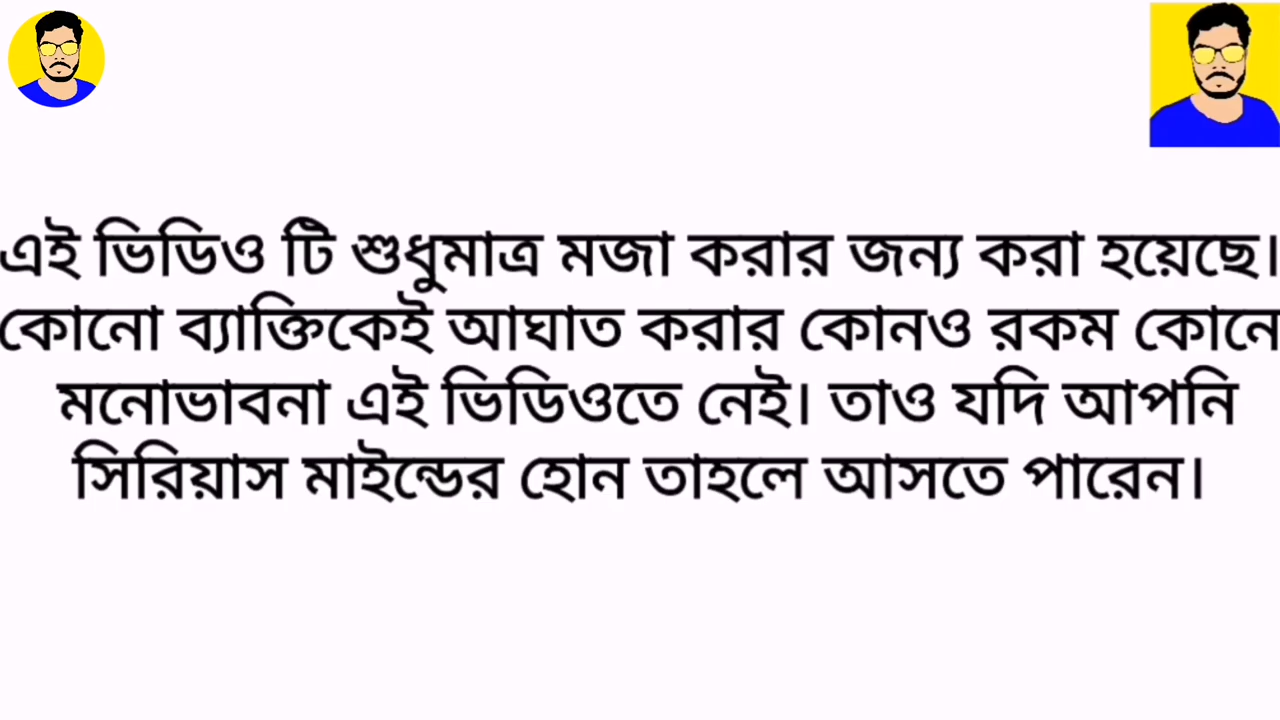 এই ভিডিও টি শুধুমাত্র মজা করার জন্য করা হয়েছে।
কোনো ব্যাক্তিকেই আঘাত করার কোনও রকম কোনে
মনোভাবনা এই ভিডিওতে নেই। তাও যদি আপনি
সিরিয়াস মাইন্ডের হোন তাহলে আসতে পারেন।